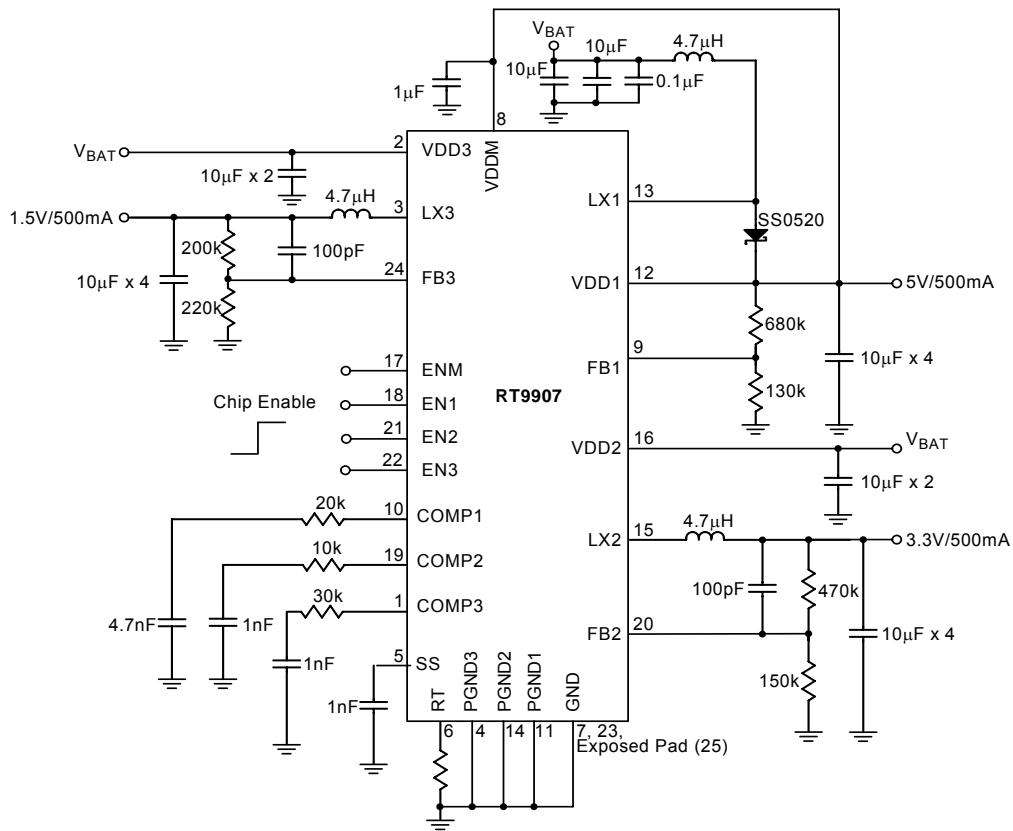 VBAT
10μF
4.7μH
10μF
0.1μF
1μF
8
VBAT
2
VDD3
VDDM
10μF x 2
4.7μH
LX1
13
1.5V/500mA
3
LX3
SS0520
200k
100pF
10μF x 4
24
FB3
VDD1
12
5V/500mA
220k
680k
9
FB1
10μF x 4
130k
17
ENM
RT9907
Chip Enable
18
EN1
21
EN2
VDD2
16
VBAT
22
EN3
10μF x 2
20k
10
COMP1
4.7μH
LX2
15
3.3V/500mA
10k
19
COMP2
100pF
470k
30k
1
COMP3
4.7nF
1nF
FB2
20
10μF x 4
1nF
5
SS
150k
1nF
RT
PGND3
PGND2
PGND1
GND
6
4
14
11
7, 23,
Exposed Pad (25)